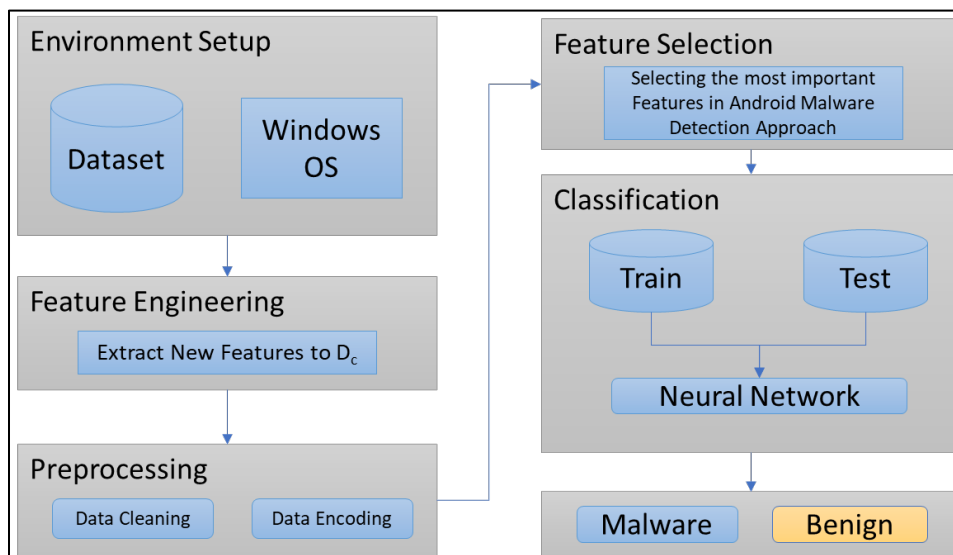 Environment Setup
Dataset
Windows
OS
Feature Engineering
Extract New Features to Dc
Preprocessing
Data Cleaning
Data Encoding
Feature Selection
Selecting the most important
Features in Android Malware
Detection Approach
Classification
Train
Test
Neural Network
Malware
Benign